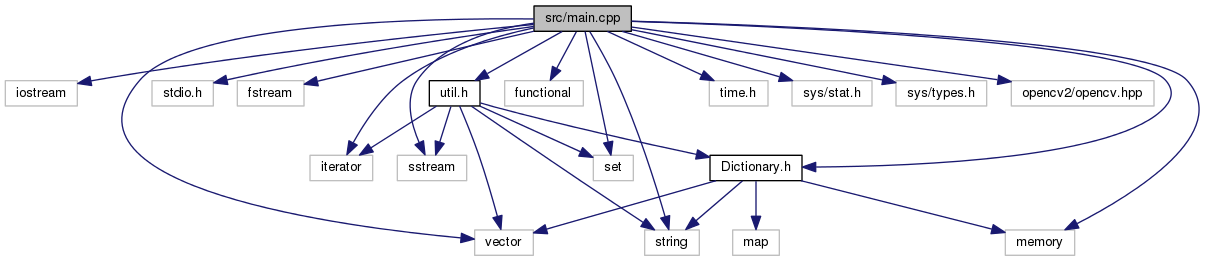 src/main.cpp
iostream
stdio.h
fstream
util.h
functional
time.h
sys/stat.h
sys/types.h
opencv2/opencv.hpp
iterator
sstream
set
Dictionary.h
vector
string
map
memory